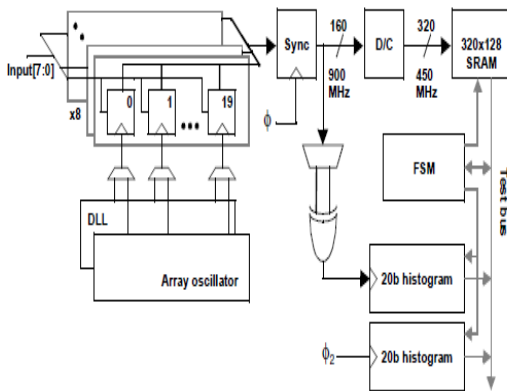 Input[7:0]
x8
0
1
19
•••
ϕ
Sync
160
900
MHz
D/C
320
450
MHz
320x128
SRAM
FSM
Test bus
DLL
Array oscillator
20b histogram
20b histogram
ϕ2